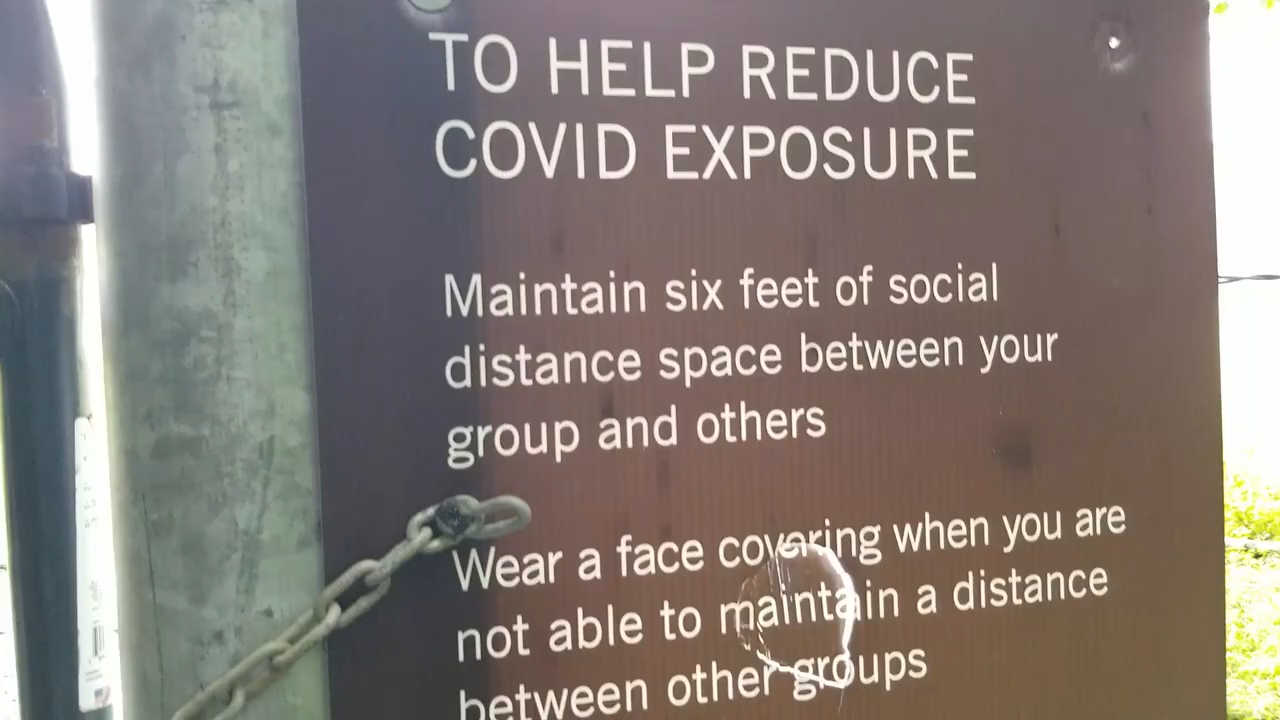 TO HELP REDUCE
COVID EXPOSURE
Maintain six feet of social
distance space between your
group and others
Wear a face covering when you are
not able to maintain a distance
between other groups